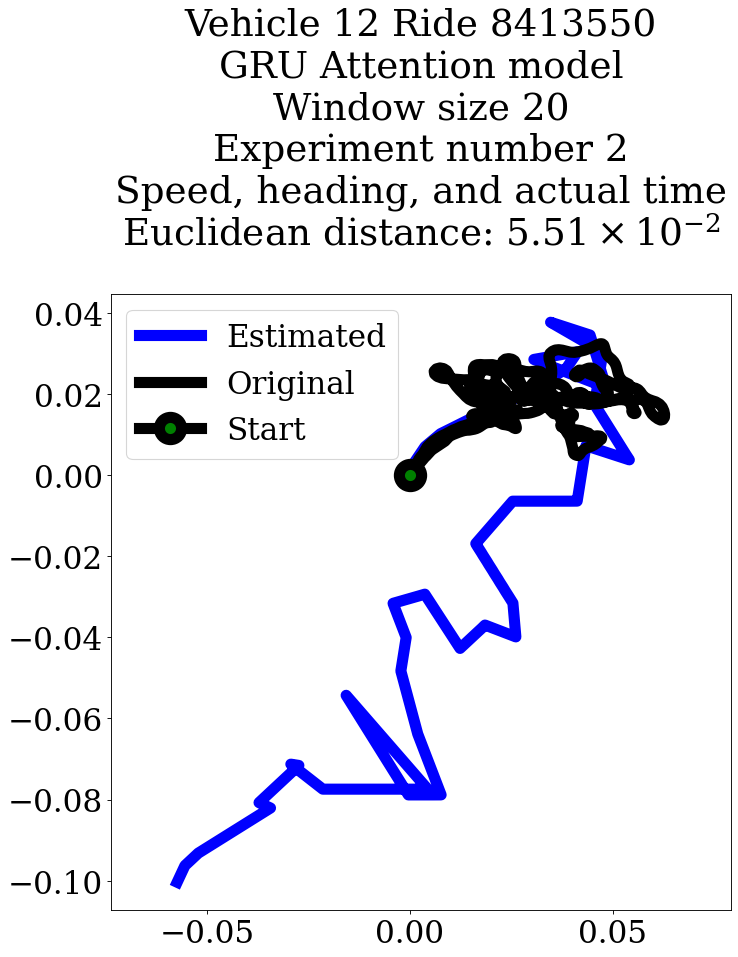 Vehicle 12 Ride 8413550
GRU Attention model
Window size 20
Experiment number 2
Speed, heading, and actual time
Euclidean distance: 5.51 × 10⁻²
Estimated
Original
Start
0.04
0.02
0.00
−0.02
−0.04
−0.06
−0.08
−0.10
−0.05
0.00
0.05